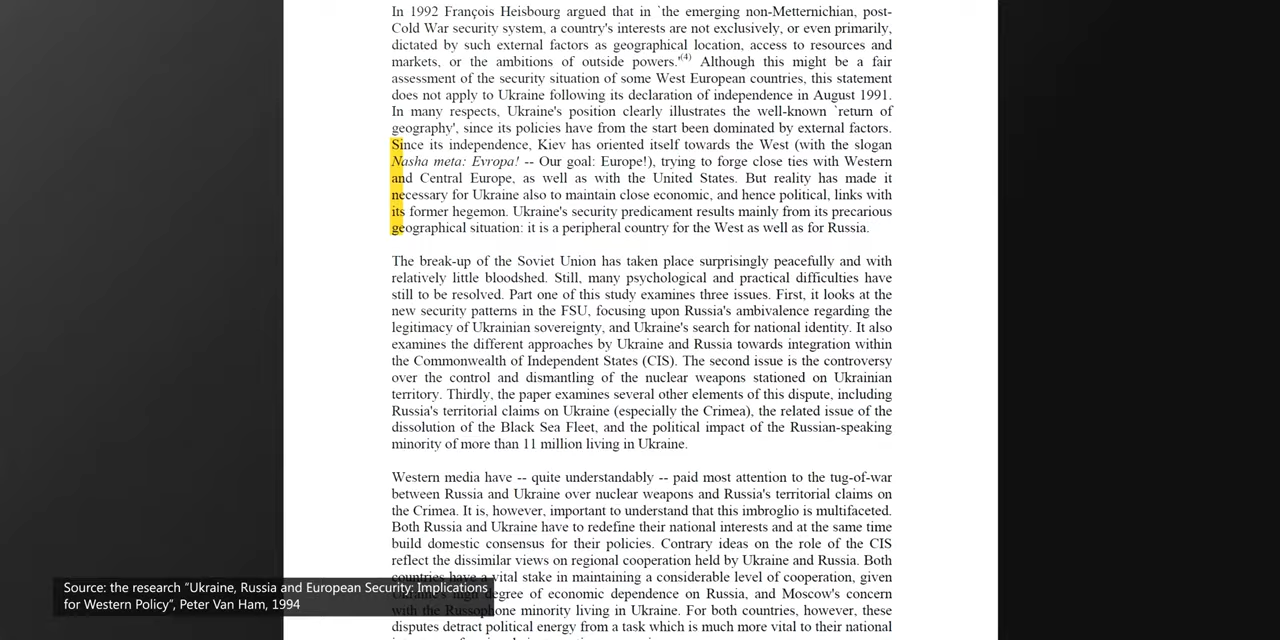 In 1992 François Heisbourg argued that in `the emerging non-Metternichian, post-
Cold War security system, a country's interests are not exclusively, or even primarily,
dictated by such external factors as geographical location, access to resources and
markets, or the ambitions of outside powers.'(4) Although this might be a fair
assessment of the security situation of some West European countries, this statement
does not apply to Ukraine following its declaration of independence in August 1991.
In many respects, Ukraine's position clearly illustrates the well-known `return of
geography', since its policies have from the start been dominated by external factors.
Since its independence, Kiev has oriented itself towards the West (with the slogan
Nasha meta: Evropa! -- Our goal: Europe!), trying to forge close ties with Western
and Central Europe, as well as with the United States. But reality has made it
necessary for Ukraine also to maintain close economic, and hence political, links with
its former hegemon. Ukraine's security predicament results mainly from its precarious
geographical situation: it is a peripheral country for the West as well as for Russia.
The break-up of the Soviet Union has taken place surprisingly peacefully and with
relatively little bloodshed. Still, many psychological and practical difficulties have
still to be resolved. Part one of this study examines three issues. First, it looks at the
new security patterns in the FSU, focusing upon Russia's ambivalence regarding the
legitimacy of Ukrainian sovereignty, and Ukraine's search for national identity. It also
examines the different approaches by Ukraine and Russia towards integration within
the Commonwealth of Independent States (CIS). The second issue is the controversy
over the control and dismantling of the nuclear weapons stationed on Ukrainian
territory. Thirdly, the paper examines several other elements of this dispute, including
Russia's territorial claims on Ukraine (especially the Crimea), the related issue of the
dissolution of the Black Sea Fleet, and the political impact of the Russian-speaking
minority of more than 11 million living in Ukraine.
Western media have -- quite understandably -- paid most attention to the tug-of-war
between Russia and Ukraine over nuclear weapons and Russia's territorial claims on
the Crimea. It is, however, important to understand that this imbroglio is multifaceted.
Both Russia and Ukraine have to redefine their national interests and at the same time
build domestic consensus for their policies. Contrary ideas on the role of the CIS
reflect the dissimilar views on regional cooperation held by Ukraine and Russia. Both
countries have a vital stake in maintaining a considerable level of cooperation, given
Ukraine's high degree of economic dependence on Russia, and Moscow's concern
with the Russophone minority living in Ukraine. For both countries, however, these
disputes detract political energy from a task which is much more vital to their national
Source: the research “Ukraine, Russia and European Security: Implications
for Western Policy”, Peter Van Ham, 1994